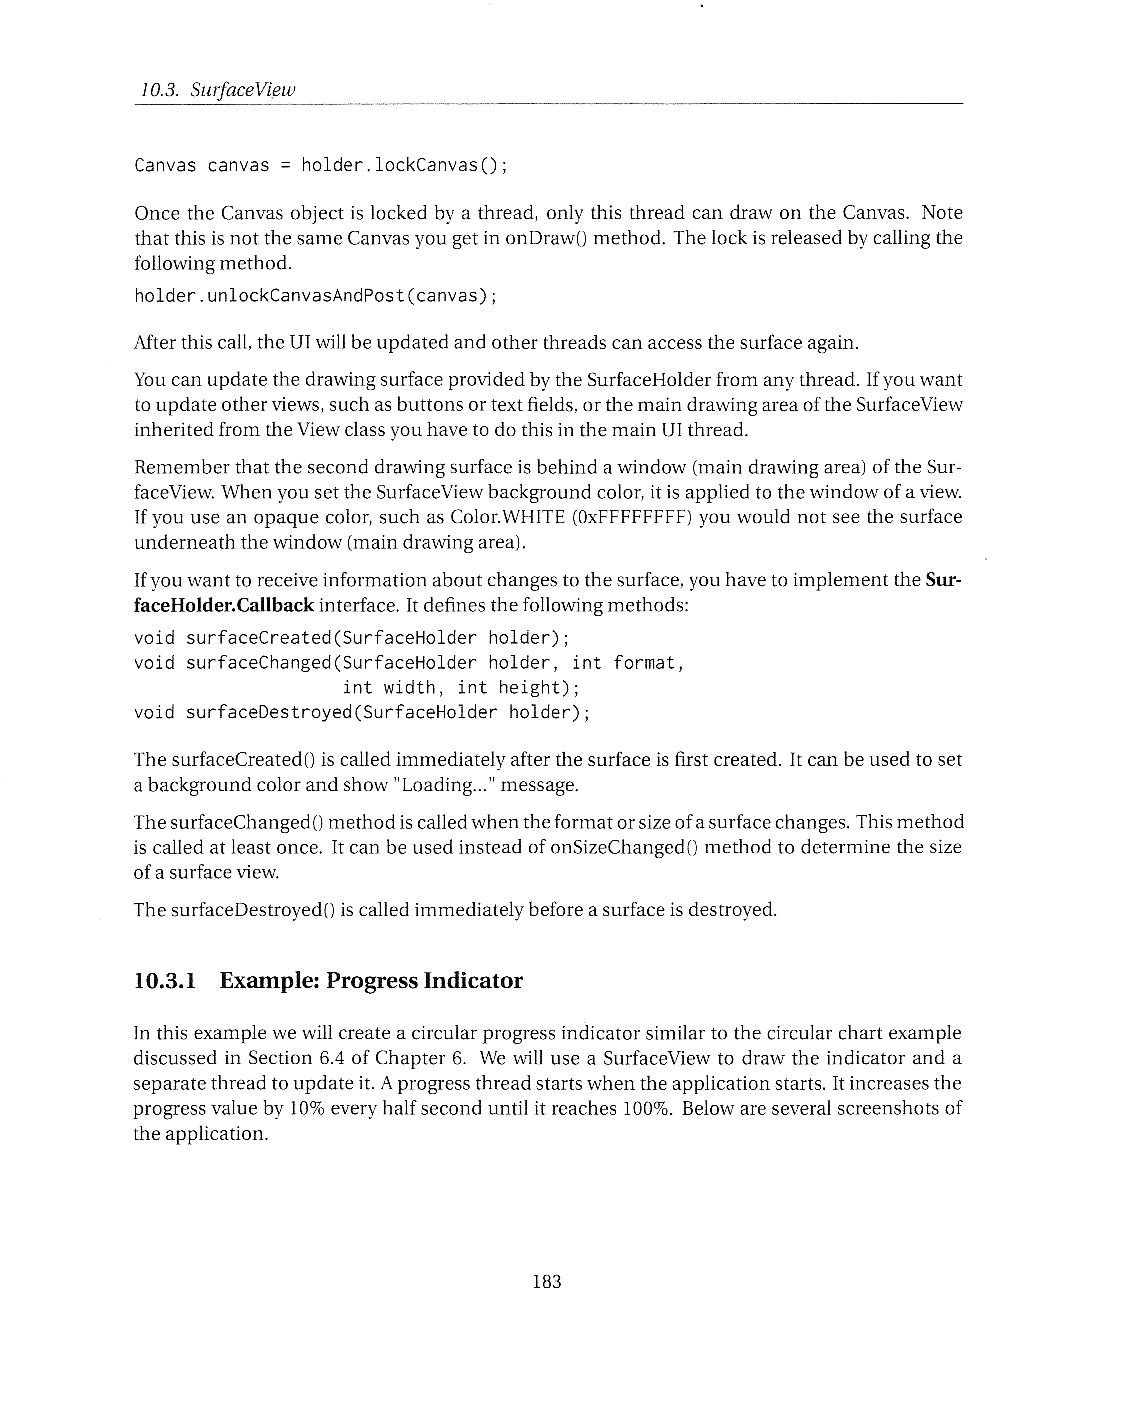 10.3. SurfaceView
Canvas canvas = holder.lockCanvas();
Once the Canvas object is locked by a thread, only this thread can draw on the Canvas. Note
that this is not the same Canvas you get in onDraw() method. The lock is released by calling the
following method.
holder.unlockCanvasAndPost(canvas);
After this call, the UI will be updated and other threads can access the surface again.
You can update the drawing surface provided by the SurfaceHolder from any thread. If you want
to update other views, such as buttons or text fields, or the main drawing area of the SurfaceView
inherited from the View class you have to do this in the main UI thread.
Remember that the second drawing surface is behind a window (main drawing area) of the Sur-
faceView. When you set the SurfaceView background color, it is applied to the window of a view.
If you use an opaque color, such as Color.WHITE (0xFFFFFFFF) you would not see the surface
underneath the window (main drawing area).
If you want to receive information about changes to the surface, you have to implement the Sur-
faceHolder.Callback interface. It defines the following methods:
void surfaceCreated(SurfaceHolder holder);
void surfaceChanged(SurfaceHolder holder, int format,
int width, int height);
void surfaceDestroyed(SurfaceHolder holder);
The surfaceCreated() is called immediately after the surface is first created. It can be used to set
a background color and show "Loading..." message.
The surfaceChanged() method is called when the format or size of a surface changes. This method
is called at least once. It can be used instead of onSizeChanged() method to determine the size
of a surface view.
The surfaceDestroyed() is called immediately before a surface is destroyed.
10.3.1 Example: Progress Indicator
In this example we will create a circular progress indicator similar to the circular chart example
discussed in Section 6.4 of Chapter 6. We will use a SurfaceView to draw the indicator and a
separate thread to update it. A progress thread starts when the application starts. It increases the
progress value by 10% every half second until it reaches 100%. Below are several screenshots of
the application.
183